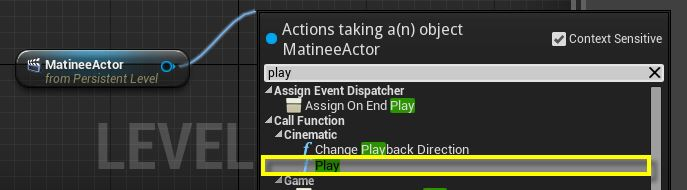 Actions taking a(n) object
MatineeActor
Context Sensitive
MatineeActor
from Persistent Level
play
Assign Event Dispatcher
Assign On End Play
Call Function
Cinematic
Change Playback Direction
Play
Game
LEVEL